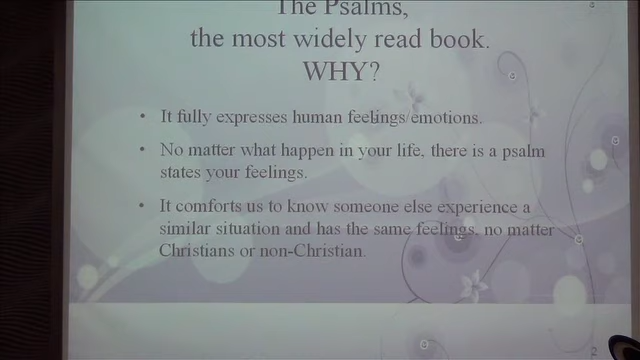 The Psalms,
the most widely read book.
WHY?
• It fully expresses human feelings/emotions.
• No matter what happen in your life, there is a psalm
states your feelings.
• It comforts us to know someone else experience a
similar situation and has the same feelings, no matter
Christians or non-Christian.
2